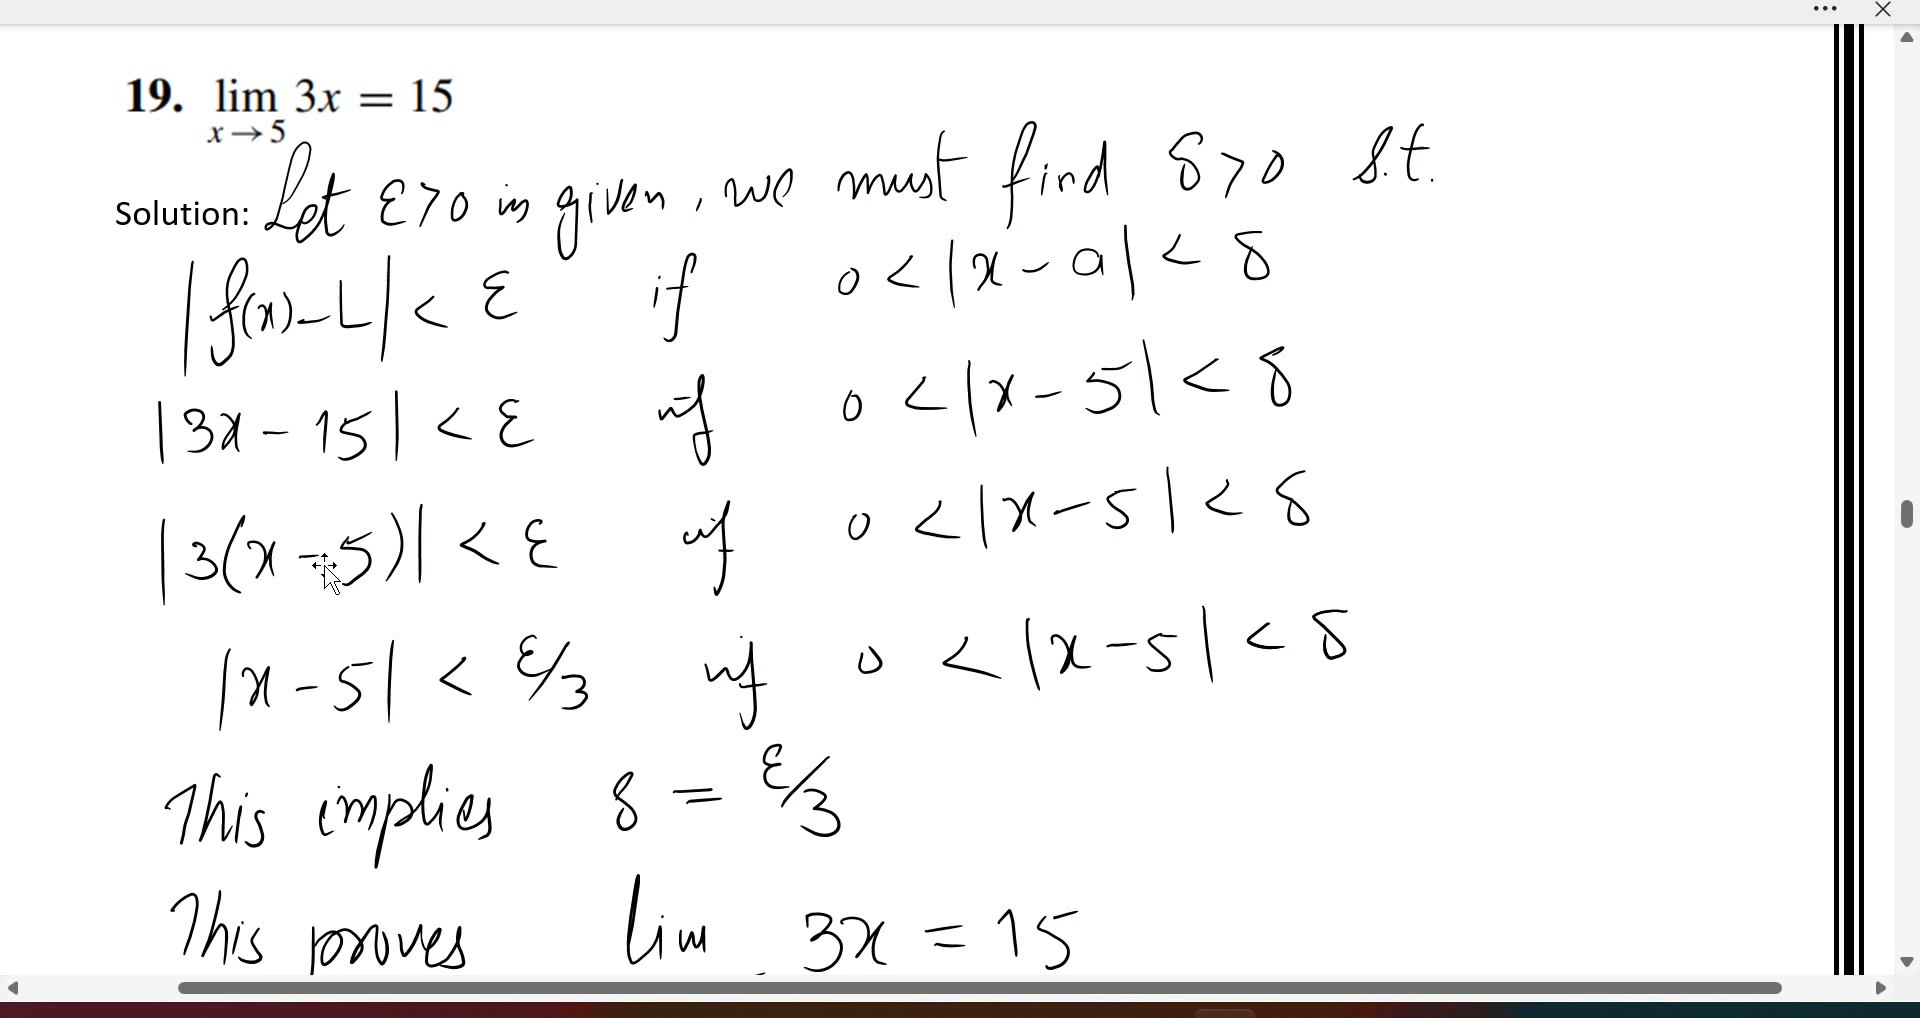 19. lim 3x = 15
x → 5
Solution: Let ε>0 is given, we must find δ>0 s.t.
|f(x)-L| < ε if 0 < |x - a| < δ
|3x - 15| < ε if 0 < |x - 5| < δ
|3(x - 5)| < ε if 0 < |x - 5| < δ
|x - 5| < ε/3 if 0 < |x - 5| < δ
This implies δ = ε/3
This proves lim 3x = 15